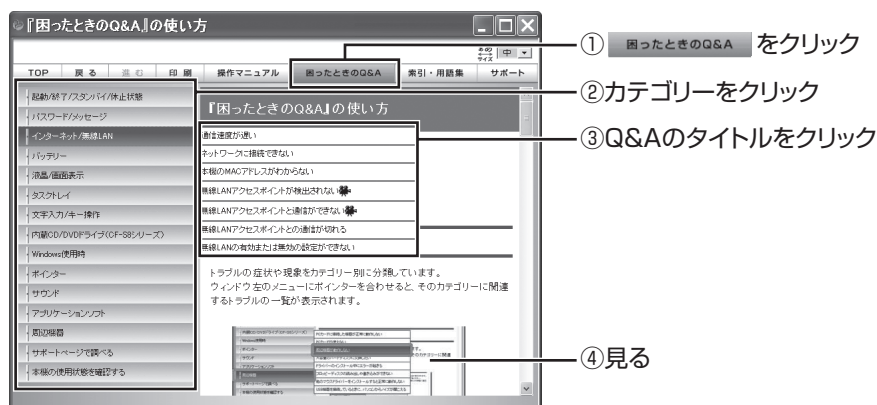 『困ったときのQ&A』の使い方
あ⇔あ サイズ 中
TOP 戻る 進む 印刷 操作マニュアル 困ったときのQ&A 索引・用語集 サポート
起動/終了/スタンバイ/休止状態
パスワード/メッセージ
インターネット/無線LAN
バッテリー
液晶/画面表示
タスクトレイ
文字入力/キー操作
内蔵CD/DVDドライブ(CF-S8シリーズ)
Windows使用時
ポインター
サウンド
アプリケーションソフト
周辺機器
サポートページで調べる
本機の使用状態を確認する
『困ったときのQ&A』の使い方
通信速度が遅い
ネットワークに接続できない
本機のMACアドレスがわからない
無線LANアクセスポイントが検出されない
無線LANアクセスポイントと通信ができない
無線LANアクセスポイントとの通信が切れる
無線LANの有効または無効の設定ができない
トラブルの症状や現象をカテゴリー別に分類しています。
ウィンドウ左のメニューにポインターを合わせると、そのカテゴリーに関連
するトラブルの一覧が表示されます。
① 困ったときのQ&A をクリック
②カテゴリーをクリック
③Q&Aのタイトルをクリック
④見る